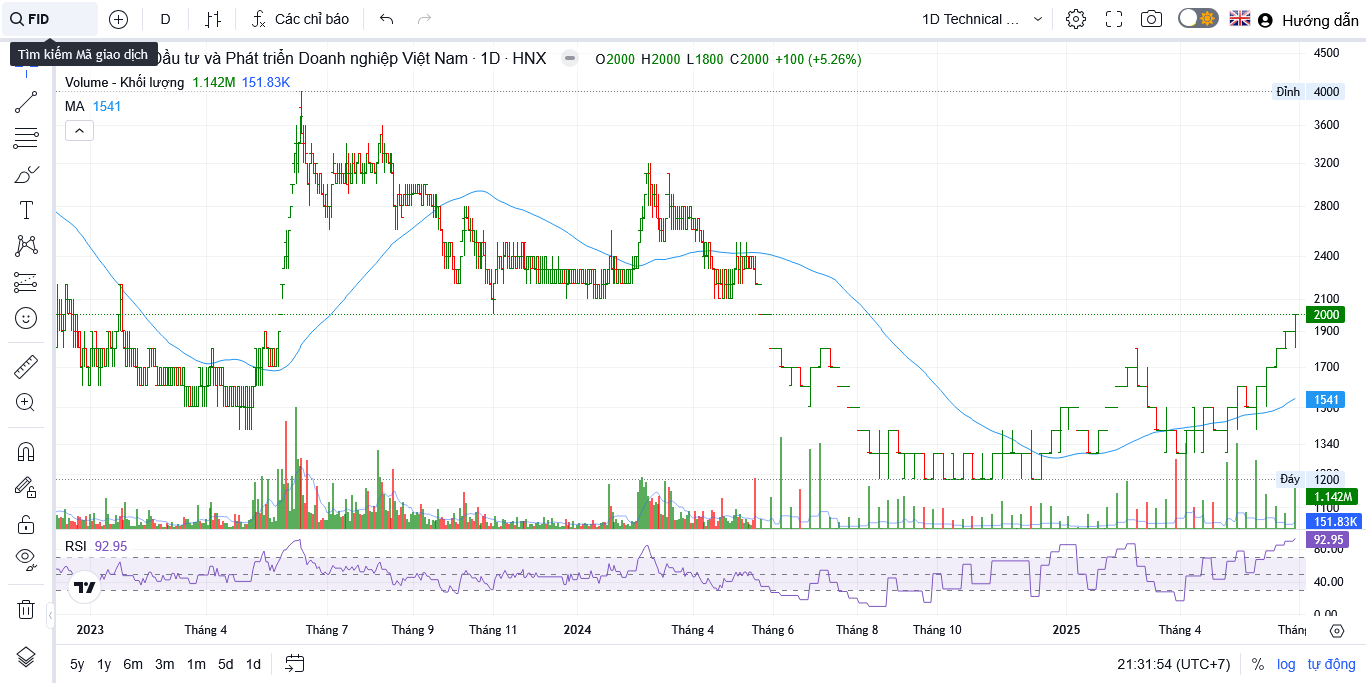 FID
D
Các chỉ báo
1D Technical ...
Hướng dẫn
Tìm kiếm Mã giao dịch
Đầu tư và Phát triển Doanh nghiệp Việt Nam · 1D · HNX
O2000 H2000 L1800 C2000 +100 (+5.26%)
Volume - Khối lượng 1.142M 151.83K
MA 1541
4500
Đỉnh 4000
3600
3200
2800
2400
2100
2000
1900
1700
1541
1500
1340
Đáy 1200
1.142M
1100
151.83K
RSI 92.95
92.95
80.00
40.00
0.00
2023 Tháng 4 Tháng 7 Tháng 9 Tháng 11 2024 Tháng 4 Tháng 6 Tháng 8 Tháng 10 2025 Tháng 4 Tháng
5y 1y 6m 3m 1m 5d 1d
21:31:54 (UTC+7) % log tự động